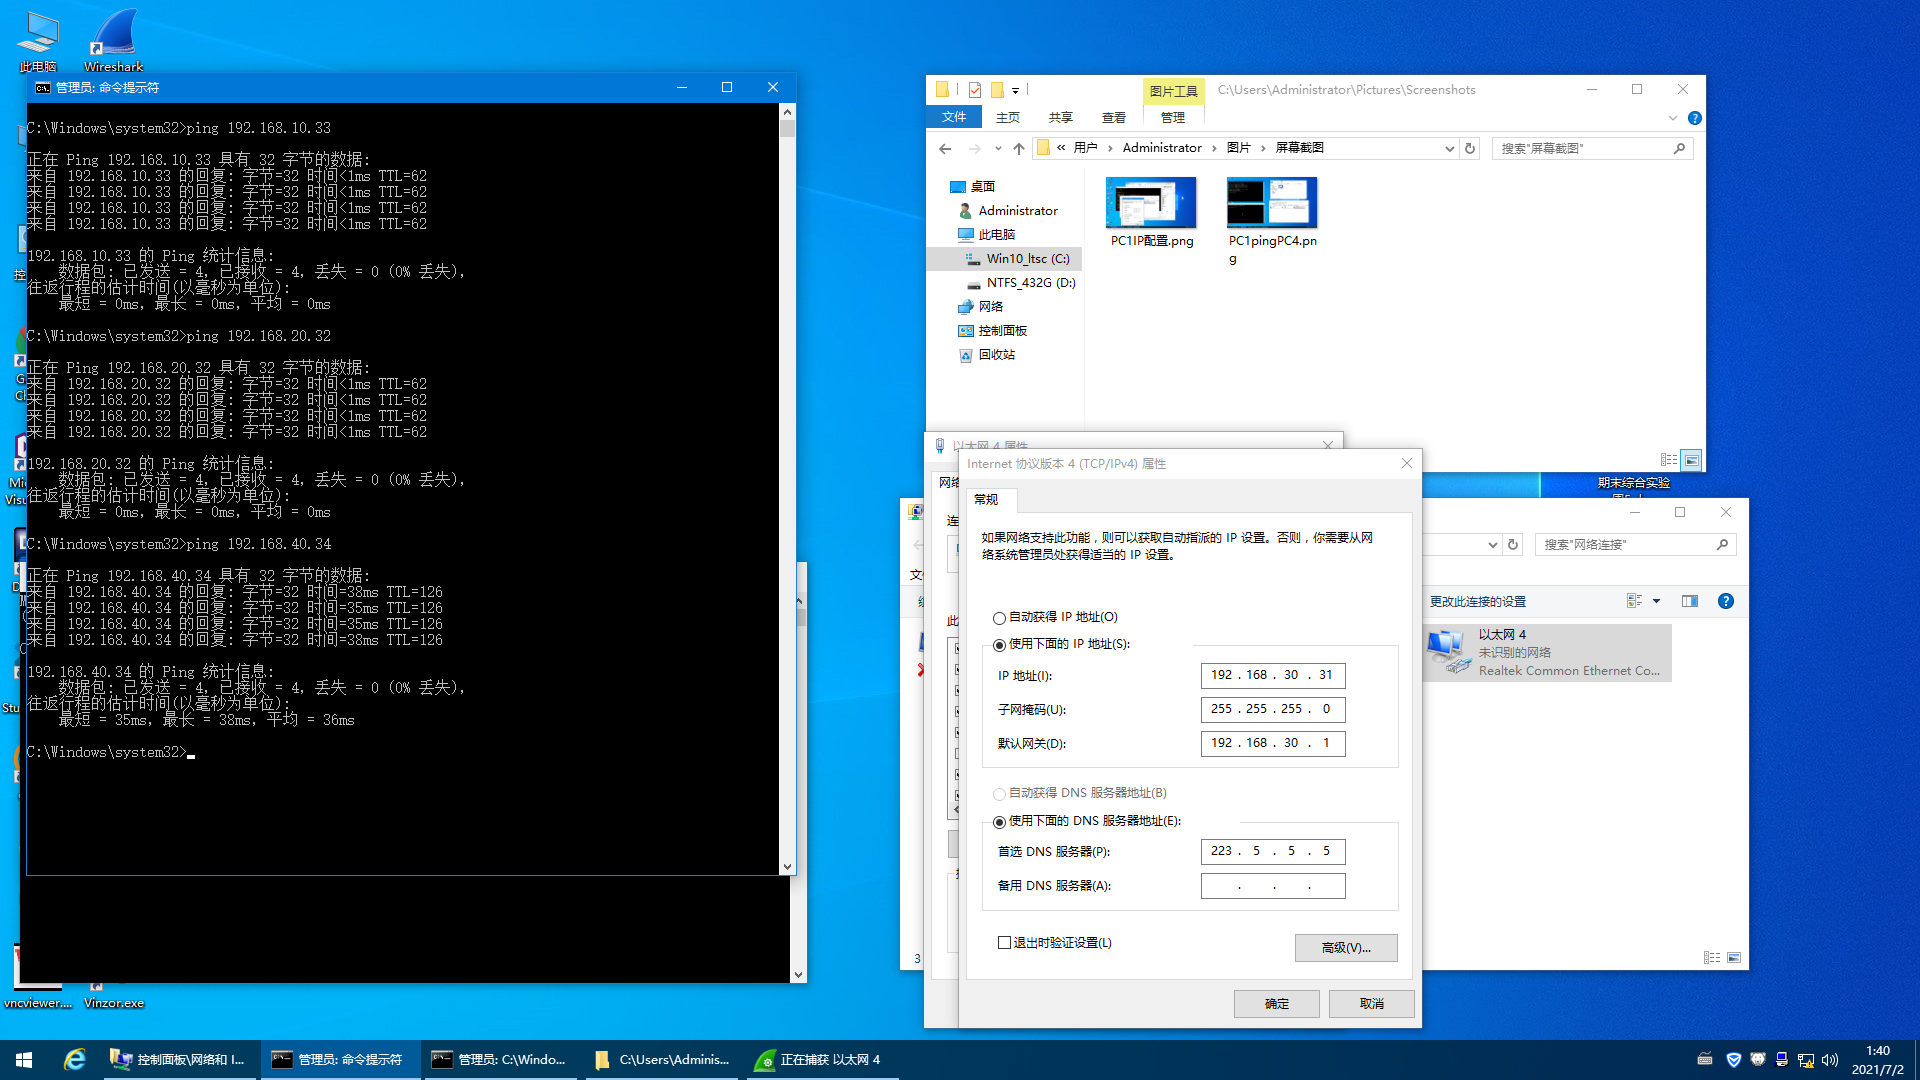 此电脑
Wireshark
管理员: 命令提示符
C:\Windows\system32>ping 192.168.10.33
正在 Ping 192.168.10.33 具有 32 字节的数据:
来自 192.168.10.33 的回复: 字节=32 时间<1ms TTL=62
来自 192.168.10.33 的回复: 字节=32 时间<1ms TTL=62
来自 192.168.10.33 的回复: 字节=32 时间<1ms TTL=62
来自 192.168.10.33 的回复: 字节=32 时间<1ms TTL=62
192.168.10.33 的 Ping 统计信息:
数据包: 已发送 = 4，已接收 = 4，丢失 = 0 (0% 丢失)，
往返行程的估计时间(以毫秒为单位):
最短 = 0ms，最长 = 0ms，平均 = 0ms
C:\Windows\system32>ping 192.168.20.32
正在 Ping 192.168.20.32 具有 32 字节的数据:
来自 192.168.20.32 的回复: 字节=32 时间<1ms TTL=62
来自 192.168.20.32 的回复: 字节=32 时间<1ms TTL=62
来自 192.168.20.32 的回复: 字节=32 时间<1ms TTL=62
来自 192.168.20.32 的回复: 字节=32 时间<1ms TTL=62
192.168.20.32 的 Ping 统计信息:
数据包: 已发送 = 4，已接收 = 4，丢失 = 0 (0% 丢失)，
往返行程的估计时间(以毫秒为单位):
最短 = 0ms，最长 = 0ms，平均 = 0ms
C:\Windows\system32>ping 192.168.40.34
正在 Ping 192.168.40.34 具有 32 字节的数据:
来自 192.168.40.34 的回复: 字节=32 时间=38ms TTL=126
来自 192.168.40.34 的回复: 字节=32 时间=35ms TTL=126
来自 192.168.40.34 的回复: 字节=32 时间=35ms TTL=126
来自 192.168.40.34 的回复: 字节=32 时间=38ms TTL=126
192.168.40.34 的 Ping 统计信息:
数据包: 已发送 = 4，已接收 = 4，丢失 = 0 (0% 丢失)，
往返行程的估计时间(以毫秒为单位):
最短 = 35ms，最长 = 38ms，平均 = 36ms
C:\Windows\system32>
vncviewer....
Vinzor.exe
图片工具
C:\Users\Administrator\Pictures\Screenshots
文件
主页
共享
查看
管理
« 用户 › Administrator › 图片 › 屏幕截图
搜索"屏幕截图"
桌面
Administrator
此电脑
Win10_ltsc (C:)
NTFS_432G (D:)
网络
控制面板
回收站
PC1IP配置.png
PC1pingPC4.pn
g
期末综合实验
以太网 4 属性
Internet 协议版本 4 (TCP/IPv4) 属性
常规
如果网络支持此功能，则可以获取自动指派的 IP 设置。否则，你需要从网
络系统管理员处获得适当的 IP 设置。
自动获得 IP 地址(O)
使用下面的 IP 地址(S):
IP 地址(I):
192 . 168 . 30 . 31
子网掩码(U):
255 . 255 . 255 . 0
默认网关(D):
192 . 168 . 30 . 1
自动获得 DNS 服务器地址(B)
使用下面的 DNS 服务器地址(E):
首选 DNS 服务器(P):
223 . 5 . 5 . 5
备用 DNS 服务器(A):
. . .
退出时验证设置(L)
高级(V)...
确定
取消
搜索"网络连接"
更改此连接的设置
以太网 4
未识别的网络
Realtek Common Ethernet Co...
3
控制面板\网络和 I...
管理员: 命令提示符
管理员: C:\Windo...
C:\Users\Adminis...
正在捕获 以太网 4
1:40
2021/7/2